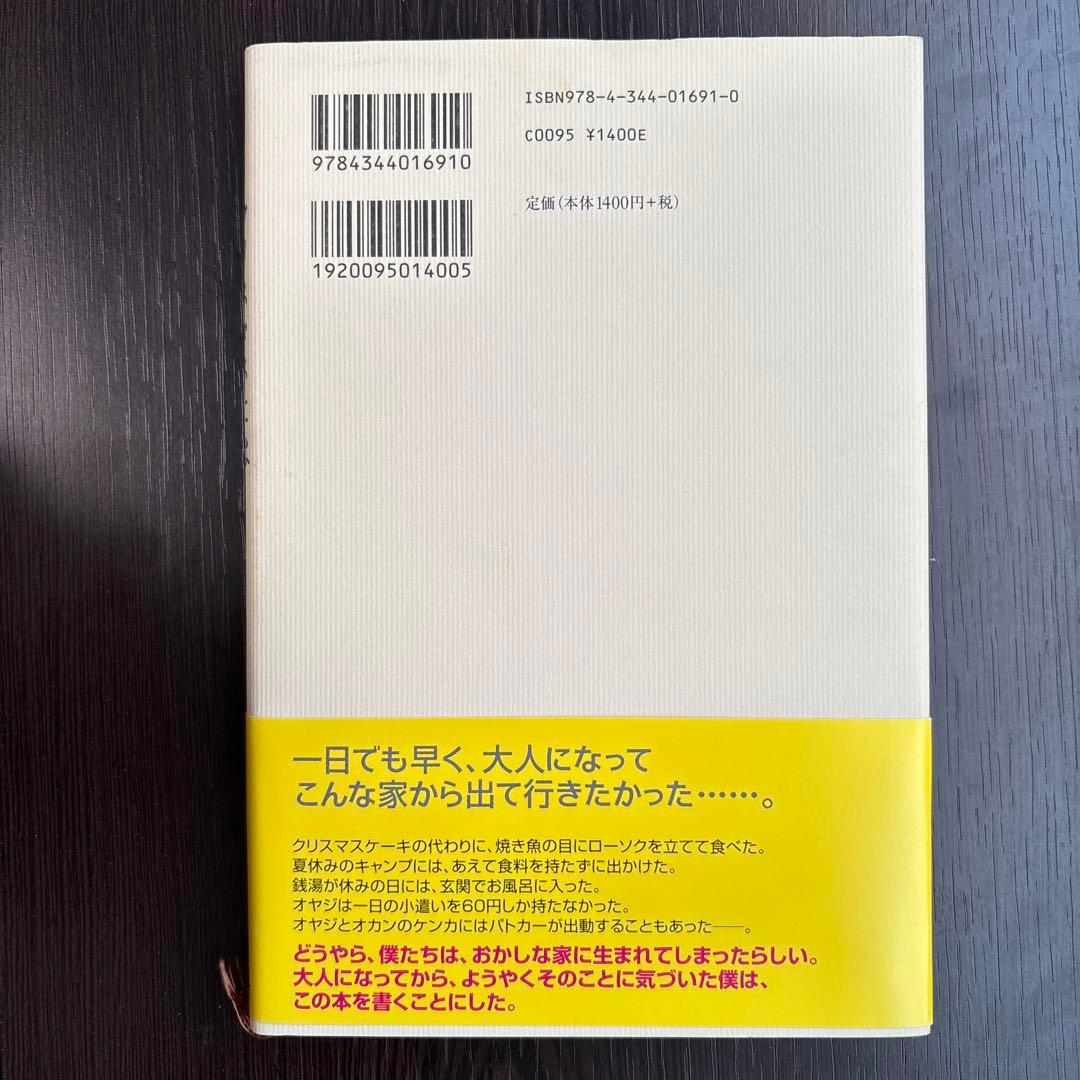 ISBN978-4-344-01691-0
C0095 ¥1400E
9784344016910
定価(本体1400円+税)
1920095014005
一日でも早く、大人になって
こんな家から出て行きたかった……。
クリスマスケーキの代わりに、焼き魚の目にローソクを立てて食べた。
夏休みのキャンプには、あえて食料を持たずに出かけた。
銭湯が休みの日には、玄関でお風呂に入った。
オヤジは一日の小遣いを60円しか持たなかった。
オヤジとオカンのケンカにはパトカーが出動することもあった──。
どうやら、僕たちは、おかしな家に生まれてしまったらしい。
大人になってから、ようやくそのことに気づいた僕は、
この本を書くことにした。